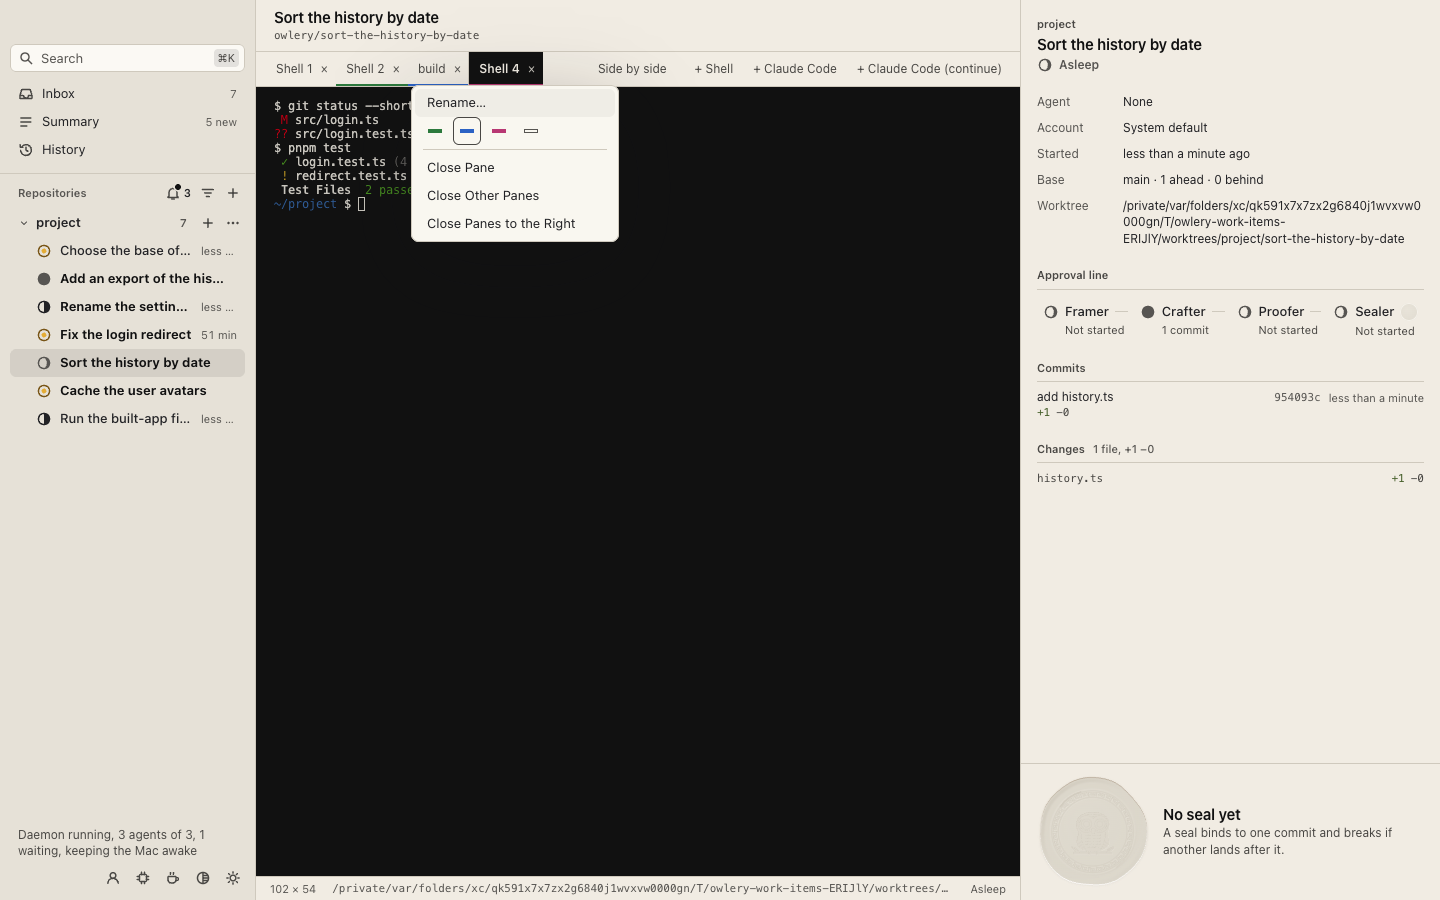 Search ⌘K
Inbox 7
Summary 5 new
History
Repositories 3
project 7
Choose the base of... less ...
Add an export of the his...
Rename the settin... less ...
Fix the login redirect 51 min
Sort the history by date
Cache the user avatars
Run the built-app fi... less ...
Daemon running, 3 agents of 3, 1
waiting, keeping the Mac awake
Sort the history by date
owlery/sort-the-history-by-date
Shell 1 × Shell 2 × build × Shell 4 × Side by side + Shell + Claude Code + Claude Code (continue)
$ git status --short
M src/login.ts
?? src/login.test.ts
$ pnpm test
✓ login.test.ts (4
! redirect.test.ts
Test Files 2 passe
~/project $
Rename...
Close Pane
Close Other Panes
Close Panes to the Right
102 × 54 /private/var/folders/xc/qk591x7x7zx2g6840j1wvxvw0000gn/T/owlery-work-items-ERIJlY/worktrees/… Asleep
project
Sort the history by date
Asleep
Agent None
Account System default
Started less than a minute ago
Base main · 1 ahead · 0 behind
Worktree /private/var/folders/xc/qk591x7x7zx2g6840j1wvxvw0
000gn/T/owlery-work-items-
ERIJlY/worktrees/project/sort-the-history-by-date
Approval line
Framer Crafter Proofer Sealer
Not started 1 commit Not started Not started
Commits
add history.ts 954093c less than a minute
+1 −0
Changes 1 file, +1 −0
history.ts +1 −0
No seal yet
A seal binds to one commit and breaks if
another lands after it.